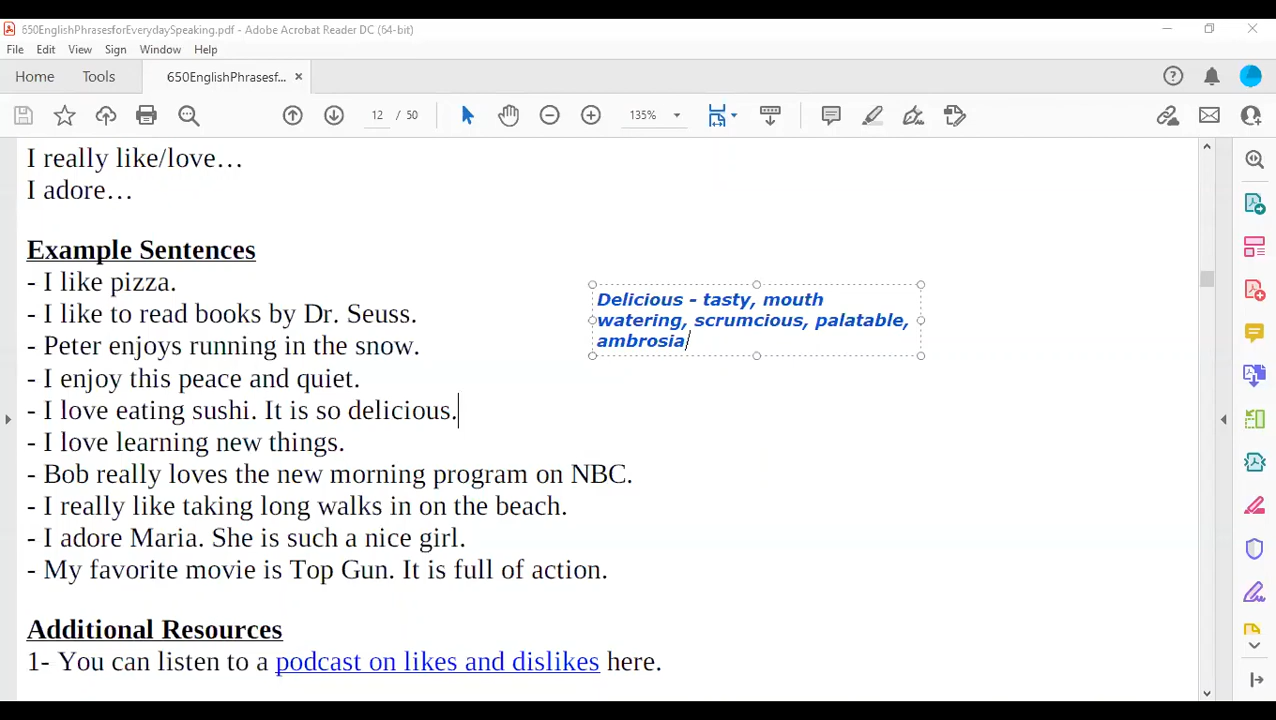 650EnglishPhrasesforEverydaySpeaking.pdf - Adobe Acrobat Reader DC (64-bit)
File Edit View Sign Window Help
Home Tools 650EnglishPhrasesf... ×
12 / 50 135%
I really like/love…
I adore…
Example Sentences
- I like pizza.
- I like to read books by Dr. Seuss.
- Peter enjoys running in the snow.
- I enjoy this peace and quiet.
- I love eating sushi. It is so delicious.
- I love learning new things.
- Bob really loves the new morning program on NBC.
- I really like taking long walks in on the beach.
- I adore Maria. She is such a nice girl.
- My favorite movie is Top Gun. It is full of action.
Delicious - tasty, mouth
watering, scrumcious, palatable,
ambrosia
Additional Resources
1- You can listen to a podcast on likes and dislikes here.